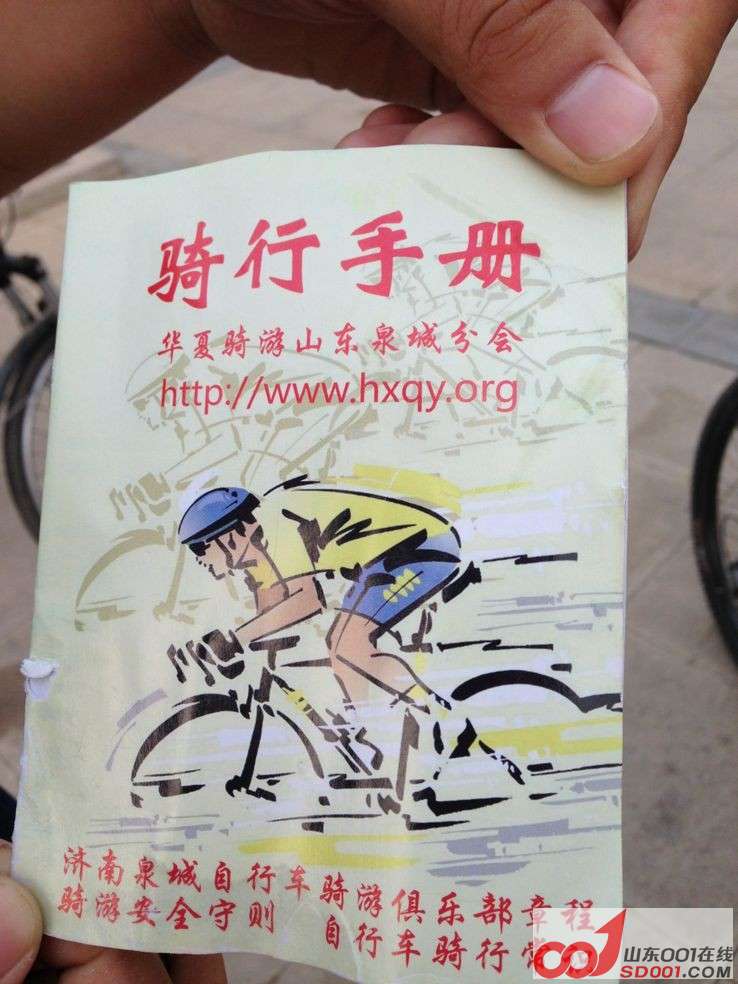 骑行手册
华夏骑游山东泉城分会
http://www.hxqy.org
济南泉城自行车骑游俱乐部章程
骑游安全守则 自行车骑行常
山东001在线
SD001.COM